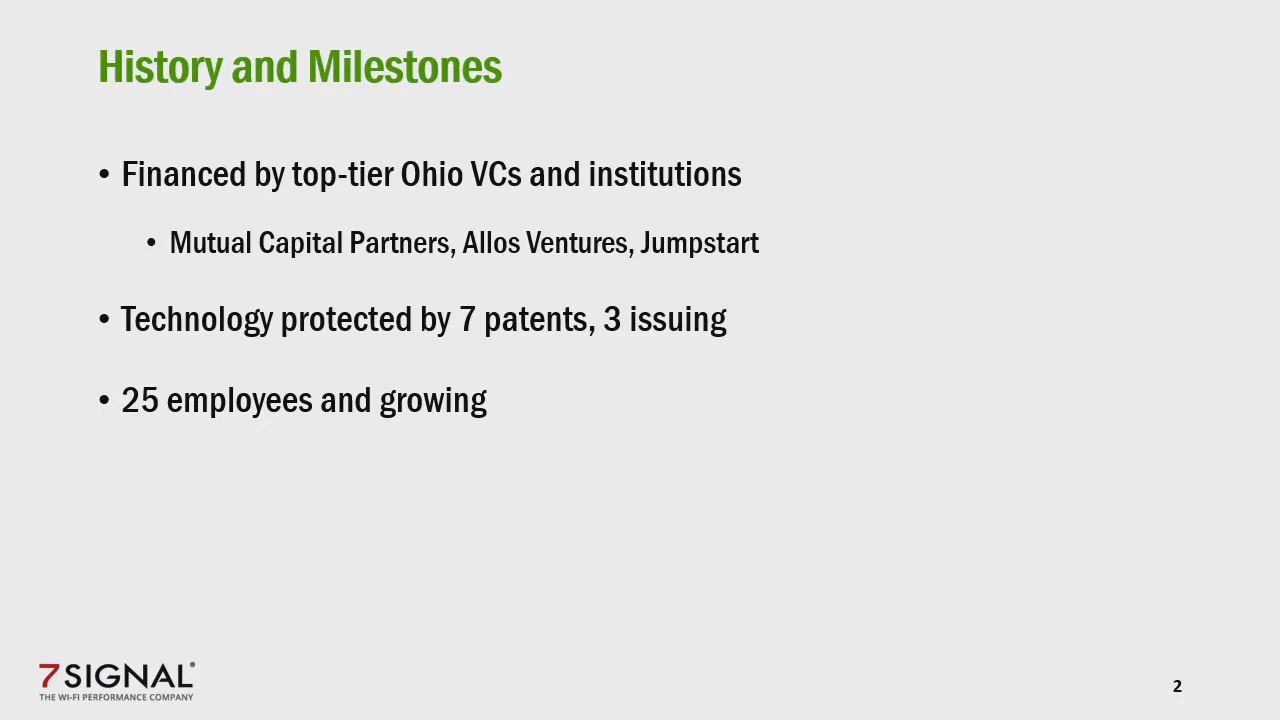 History and Milestones
• Financed by top-tier Ohio VCs and institutions
• Mutual Capital Partners, Allos Ventures, Jumpstart
• Technology protected by 7 patents, 3 issuing
• 25 employees and growing
7SIGNAL®
THE WI-FI PERFORMANCE COMPANY
2